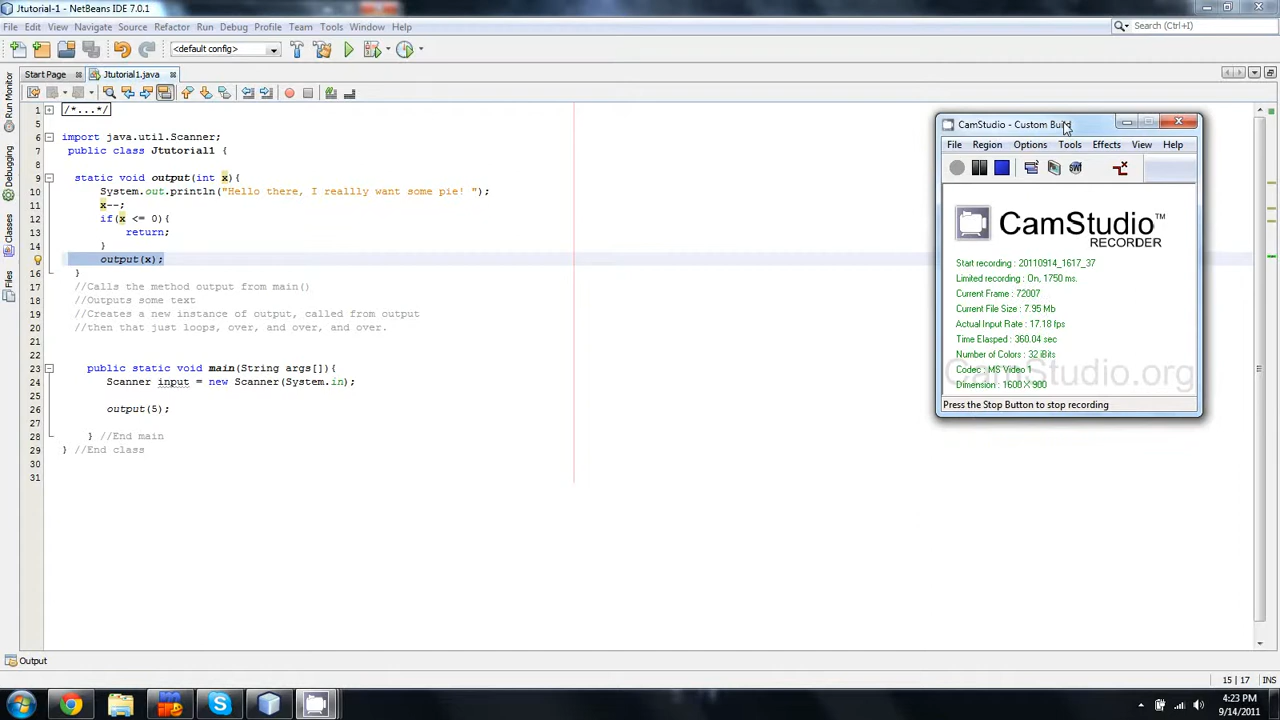 Jtutorial-1 - NetBeans IDE 7.0.1
File Edit View Navigate Source Refactor Run Debug Profile Team Tools Window Help
Search (Ctrl+I)
<default config>
Start Page
Jtutorial1.java
Run Monitor
Debugging
Classes
Files
1 /*...*/
5
6 import java.util.Scanner;
7 public class Jtutorial1 {
8
9 static void output(int x){
10 System.out.println("Hello there, I reallly want some pie! ");
11 x--;
12 if(x <= 0){
13 return;
14 }
output(x);
16 }
17 //Calls the method output from main()
18 //Outputs some text
19 //Creates a new instance of output, called from output
20 //then that just loops, over, and over, and over.
21
22
23 public static void main(String args[]){
24 Scanner input = new Scanner(System.in);
25
26 output(5);
27
28 } //End main
29 } //End class
30
31
CamStudio - Custom Build
File Region Options Tools Effects View Help
CamStudio™
RECORDER
Start recording : 20110914_1617_37
Limited recording : On, 1750 ms.
Current Frame : 72007
Current File Size : 7.95 Mb
Actual Input Rate : 17.18 fps
Time Elasped : 360.04 sec
Number of Colors : 32 iBits
Codec : MS Video 1
Dimension : 1600 X 900
CamStudio.org
Press the Stop Button to stop recording
Output
15 | 17 INS
4:23 PM
9/14/2011